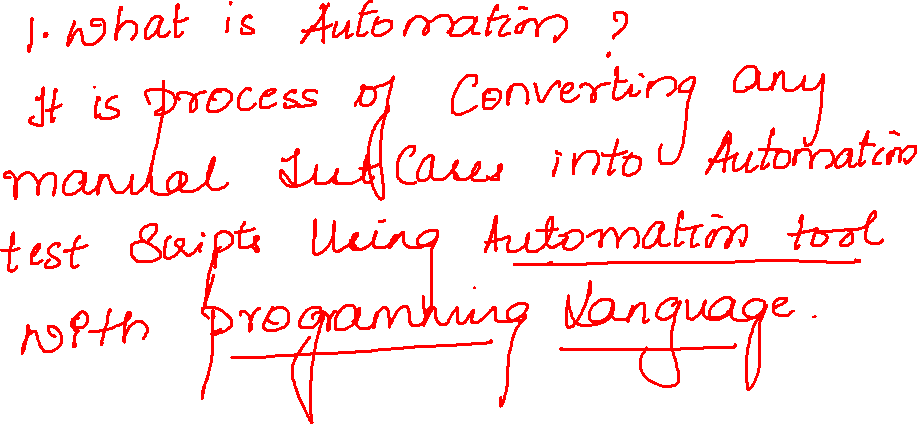 1. What is Automation ?
It is process of Converting any
manual Test Cases into Automation
test Scripts Using Automation tool
with programming Language.